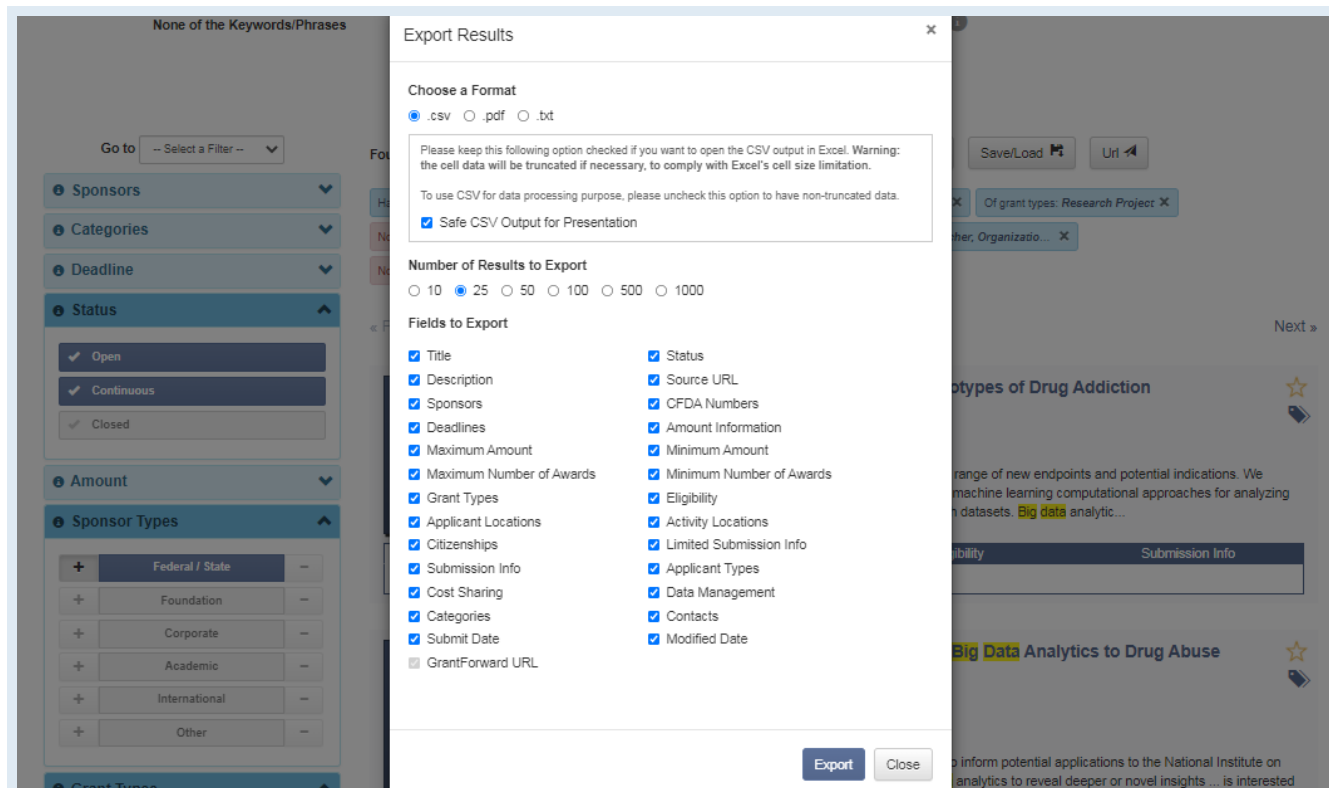 None of the Keywords/Phrases
Export Results
×
Choose a Format
.csv .pdf .txt
Please keep this following option checked if you want to open the CSV output in Excel. Warning:
the cell data will be truncated if necessary, to comply with Excel's cell size limitation.
To use CSV for data processing purpose, please uncheck this option to have non-truncated data.
Safe CSV Output for Presentation
Number of Results to Export
10 25 50 100 500 1000
Fields to Export
Title Status
Description Source URL
Sponsors CFDA Numbers
Deadlines Amount Information
Maximum Amount Minimum Amount
Maximum Number of Awards Minimum Number of Awards
Grant Types Eligibility
Applicant Locations Activity Locations
Citizenships Limited Submission Info
Submission Info Applicant Types
Cost Sharing Data Management
Categories Contacts
Submit Date Modified Date
GrantForward URL
Export Close
Go to -- Select a Filter --
Sponsors
Categories
Deadline
Status
Open
Continuous
Closed
Amount
Sponsor Types
+ Federal / State −
+ Foundation −
+ Corporate −
+ Academic −
+ International −
+ Other −
Grant Types
Save/Load Url
Of grant types: Research Project ×
her, Organizatio... ×
Next »
otypes of Drug Addiction
range of new endpoints and potential indications. We
machine learning computational approaches for analyzing
datasets. Big data analytic...
Submission Info
Big Data Analytics to Drug Abuse
inform potential applications to the National Institute on
analytics to reveal deeper or novel insights ... is interested